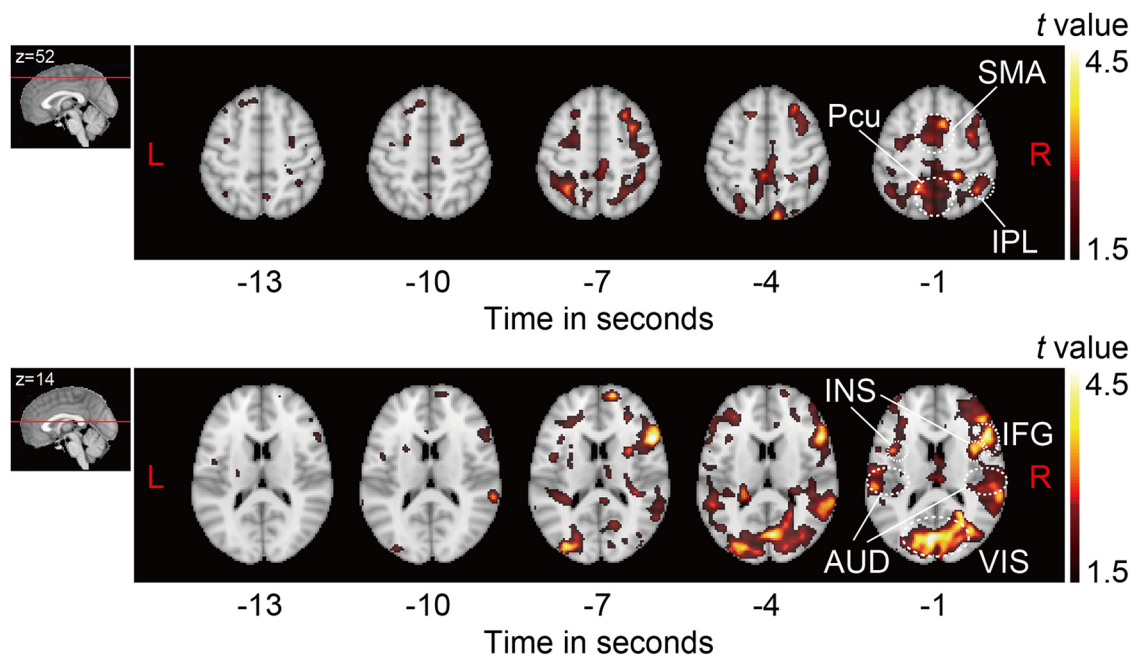 t value
z=52
4.5
SMA
Pcu
L
R
IPL
1.5
-13 -10 -7 -4 -1
Time in seconds
t value
z=14
4.5
INS
IFG
L
R
AUD
VIS
1.5
-13 -10 -7 -4 -1
Time in seconds